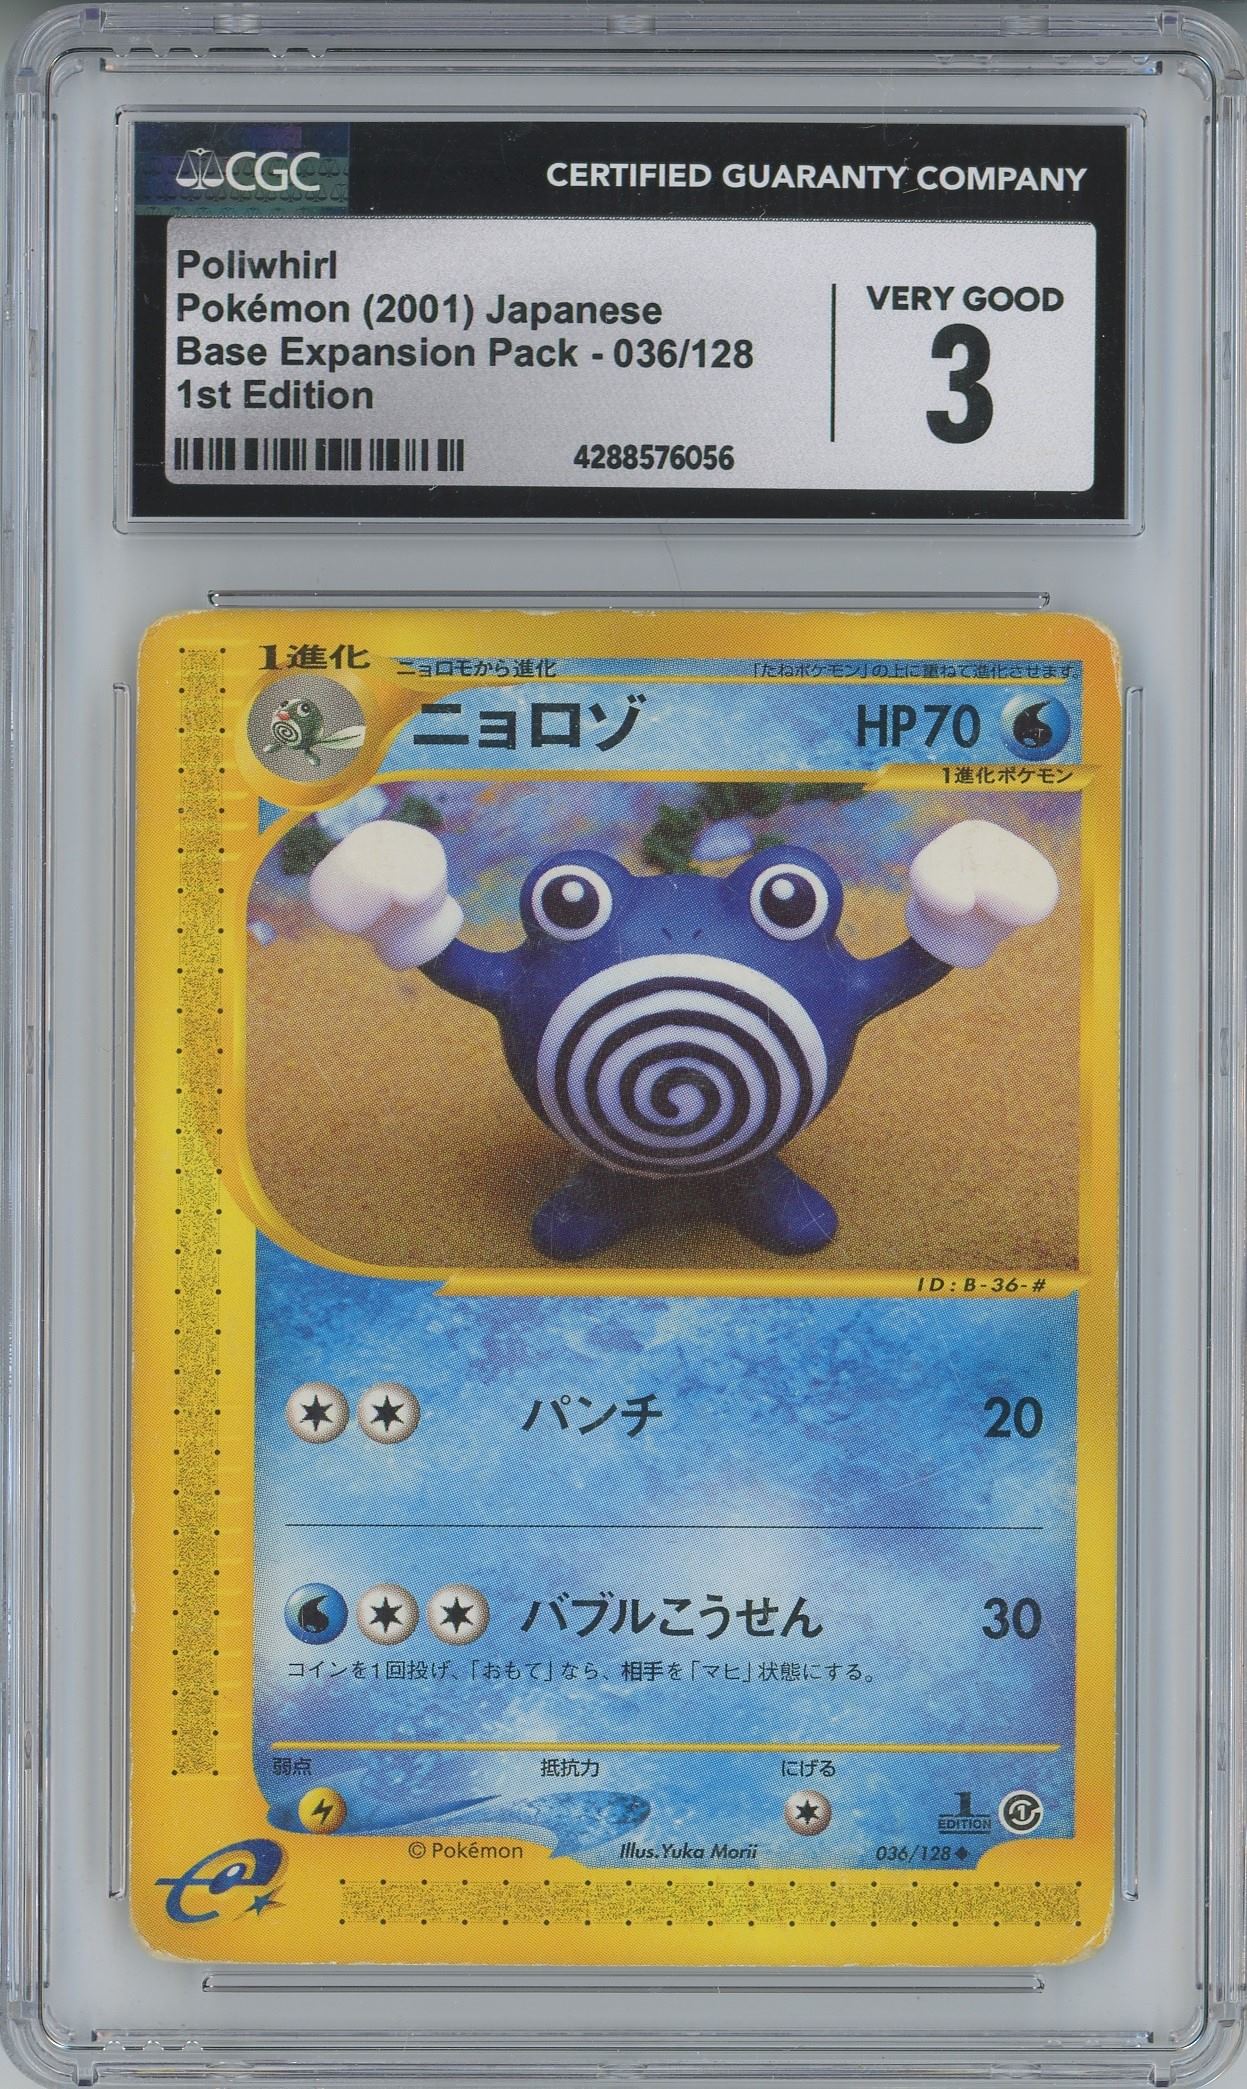 CGC
CERTIFIED GUARANTY COMPANY
Poliwhirl
Pokémon (2001) Japanese
Base Expansion Pack - 036/128
1st Edition
4288576056
VERY GOOD
3
1進化
ニョロモから進化
「たねポケモン」の上に重ねて進化させます。
ニョロゾ
HP70
1進化ポケモン
ID:B-36-#
パンチ
20
バブルこうせん
30
コインを1回投げ、「おもて」なら、相手を「マヒ」状態にする。
弱点
抵抗力
にげる
1
EDITION
© Pokémon
Illus.Yuka Morii
036/128
e